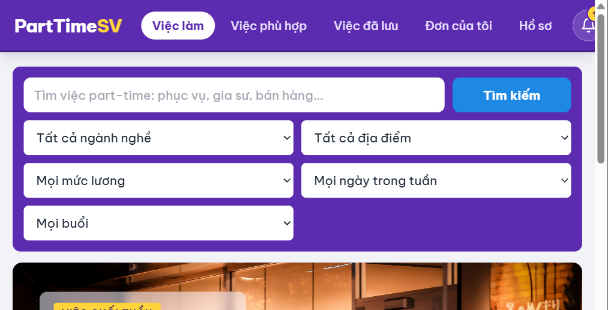 PartTimeSV
Việc làm
Việc phù hợp
Việc đã lưu
Đơn của tôi
Hồ sơ
Tìm việc part-time: phục vụ, gia sư, bán hàng...
Tìm kiếm
Tất cả ngành nghề
Tất cả địa điểm
Mọi mức lương
Mọi ngày trong tuần
Mọi buổi